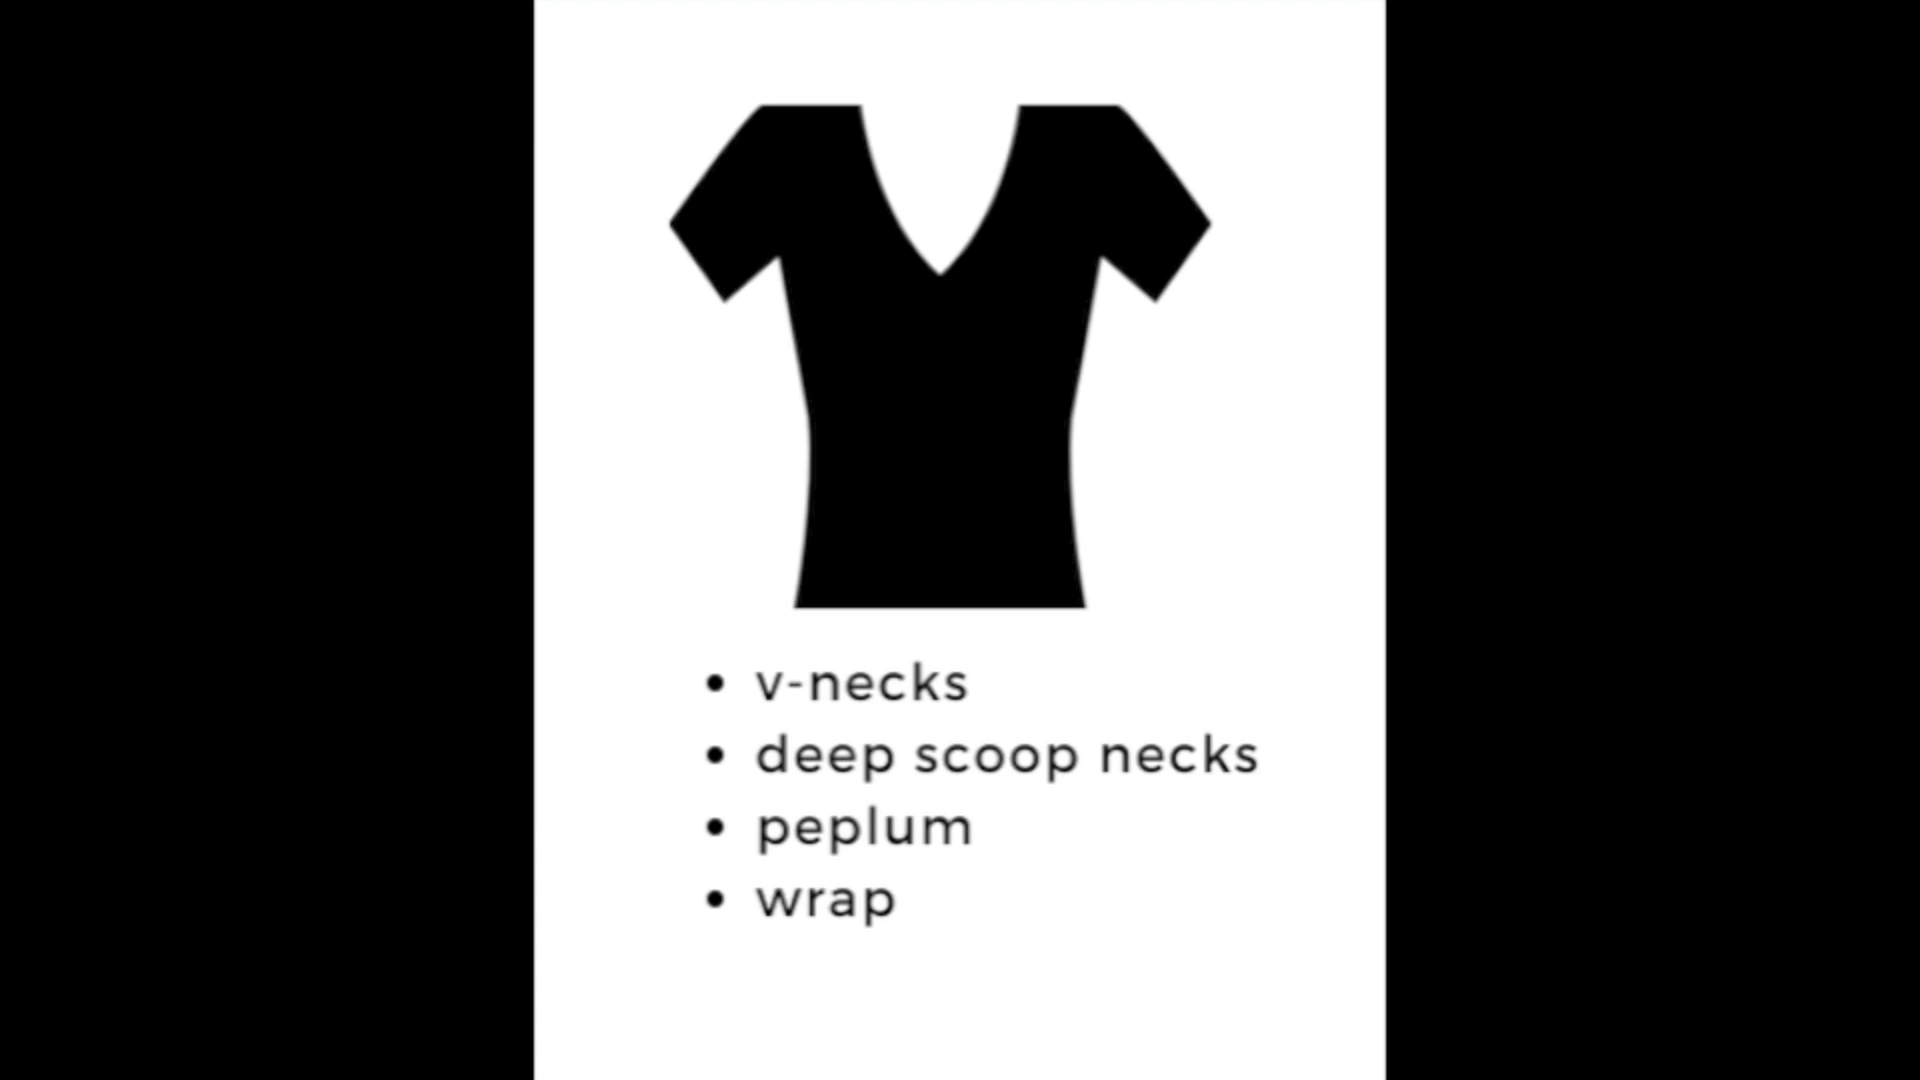 • v-necks
• deep scoop necks
• peplum
• wrap